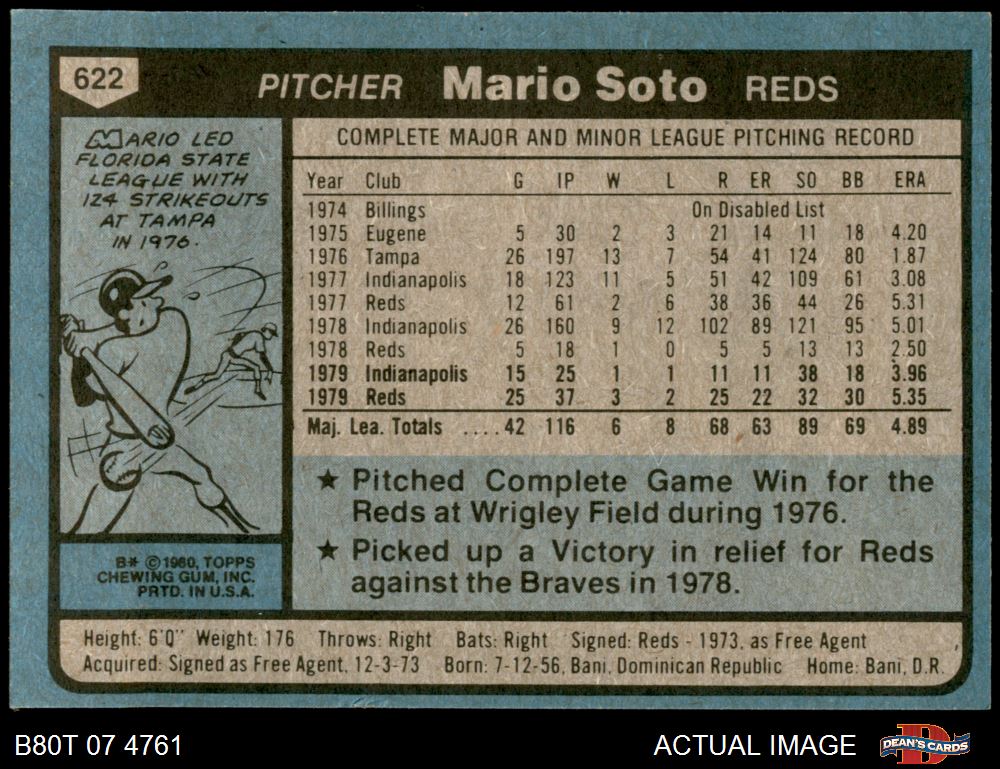 622 PITCHER Mario Soto REDS
MARIO LED
FLORIDA STATE
LEAGUE WITH
124 STRIKEOUTS
AT TAMPA
IN 1976.
B* © 1980, TOPPS
CHEWING GUM, INC.
PRTD. IN U.S.A.
COMPLETE MAJOR AND MINOR LEAGUE PITCHING RECORD
Year Club G IP W L R ER SO BB ERA
1974 Billings On Disabled List
1975 Eugene 5 30 2 3 21 14 11 18 4.20
1976 Tampa 26 197 13 7 54 41 124 80 1.87
1977 Indianapolis 18 123 11 5 51 42 109 61 3.08
1977 Reds 12 61 2 6 38 36 44 26 5.31
1978 Indianapolis 26 160 9 12 102 89 121 95 5.01
1978 Reds 5 18 1 0 5 5 13 13 2.50
1979 Indianapolis 15 25 1 1 11 11 38 18 3.96
1979 Reds 25 37 3 2 25 22 32 30 5.35
Maj. Lea. Totals ....42 116 6 8 68 63 89 69 4.89
★ Pitched Complete Game Win for the
Reds at Wrigley Field during 1976.
★ Picked up a Victory in relief for Reds
against the Braves in 1978.
Height: 6'0" Weight: 176 Throws: Right Bats: Right Signed: Reds - 1973, as Free Agent
Acquired: Signed as Free Agent, 12-3-73 Born: 7-12-56, Bani, Dominican Republic Home: Bani, D.R.
B80T 07 4761 ACTUAL IMAGE DEAN'S CARDS